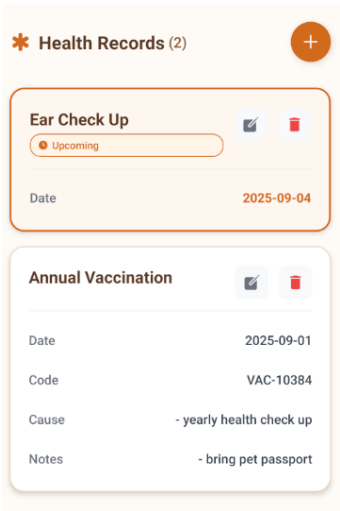 Health Records (2)
Ear Check Up
Upcoming
Date 2025-09-04
Annual Vaccination
Date 2025-09-01
Code VAC-10384
Cause - yearly health check up
Notes - bring pet passport